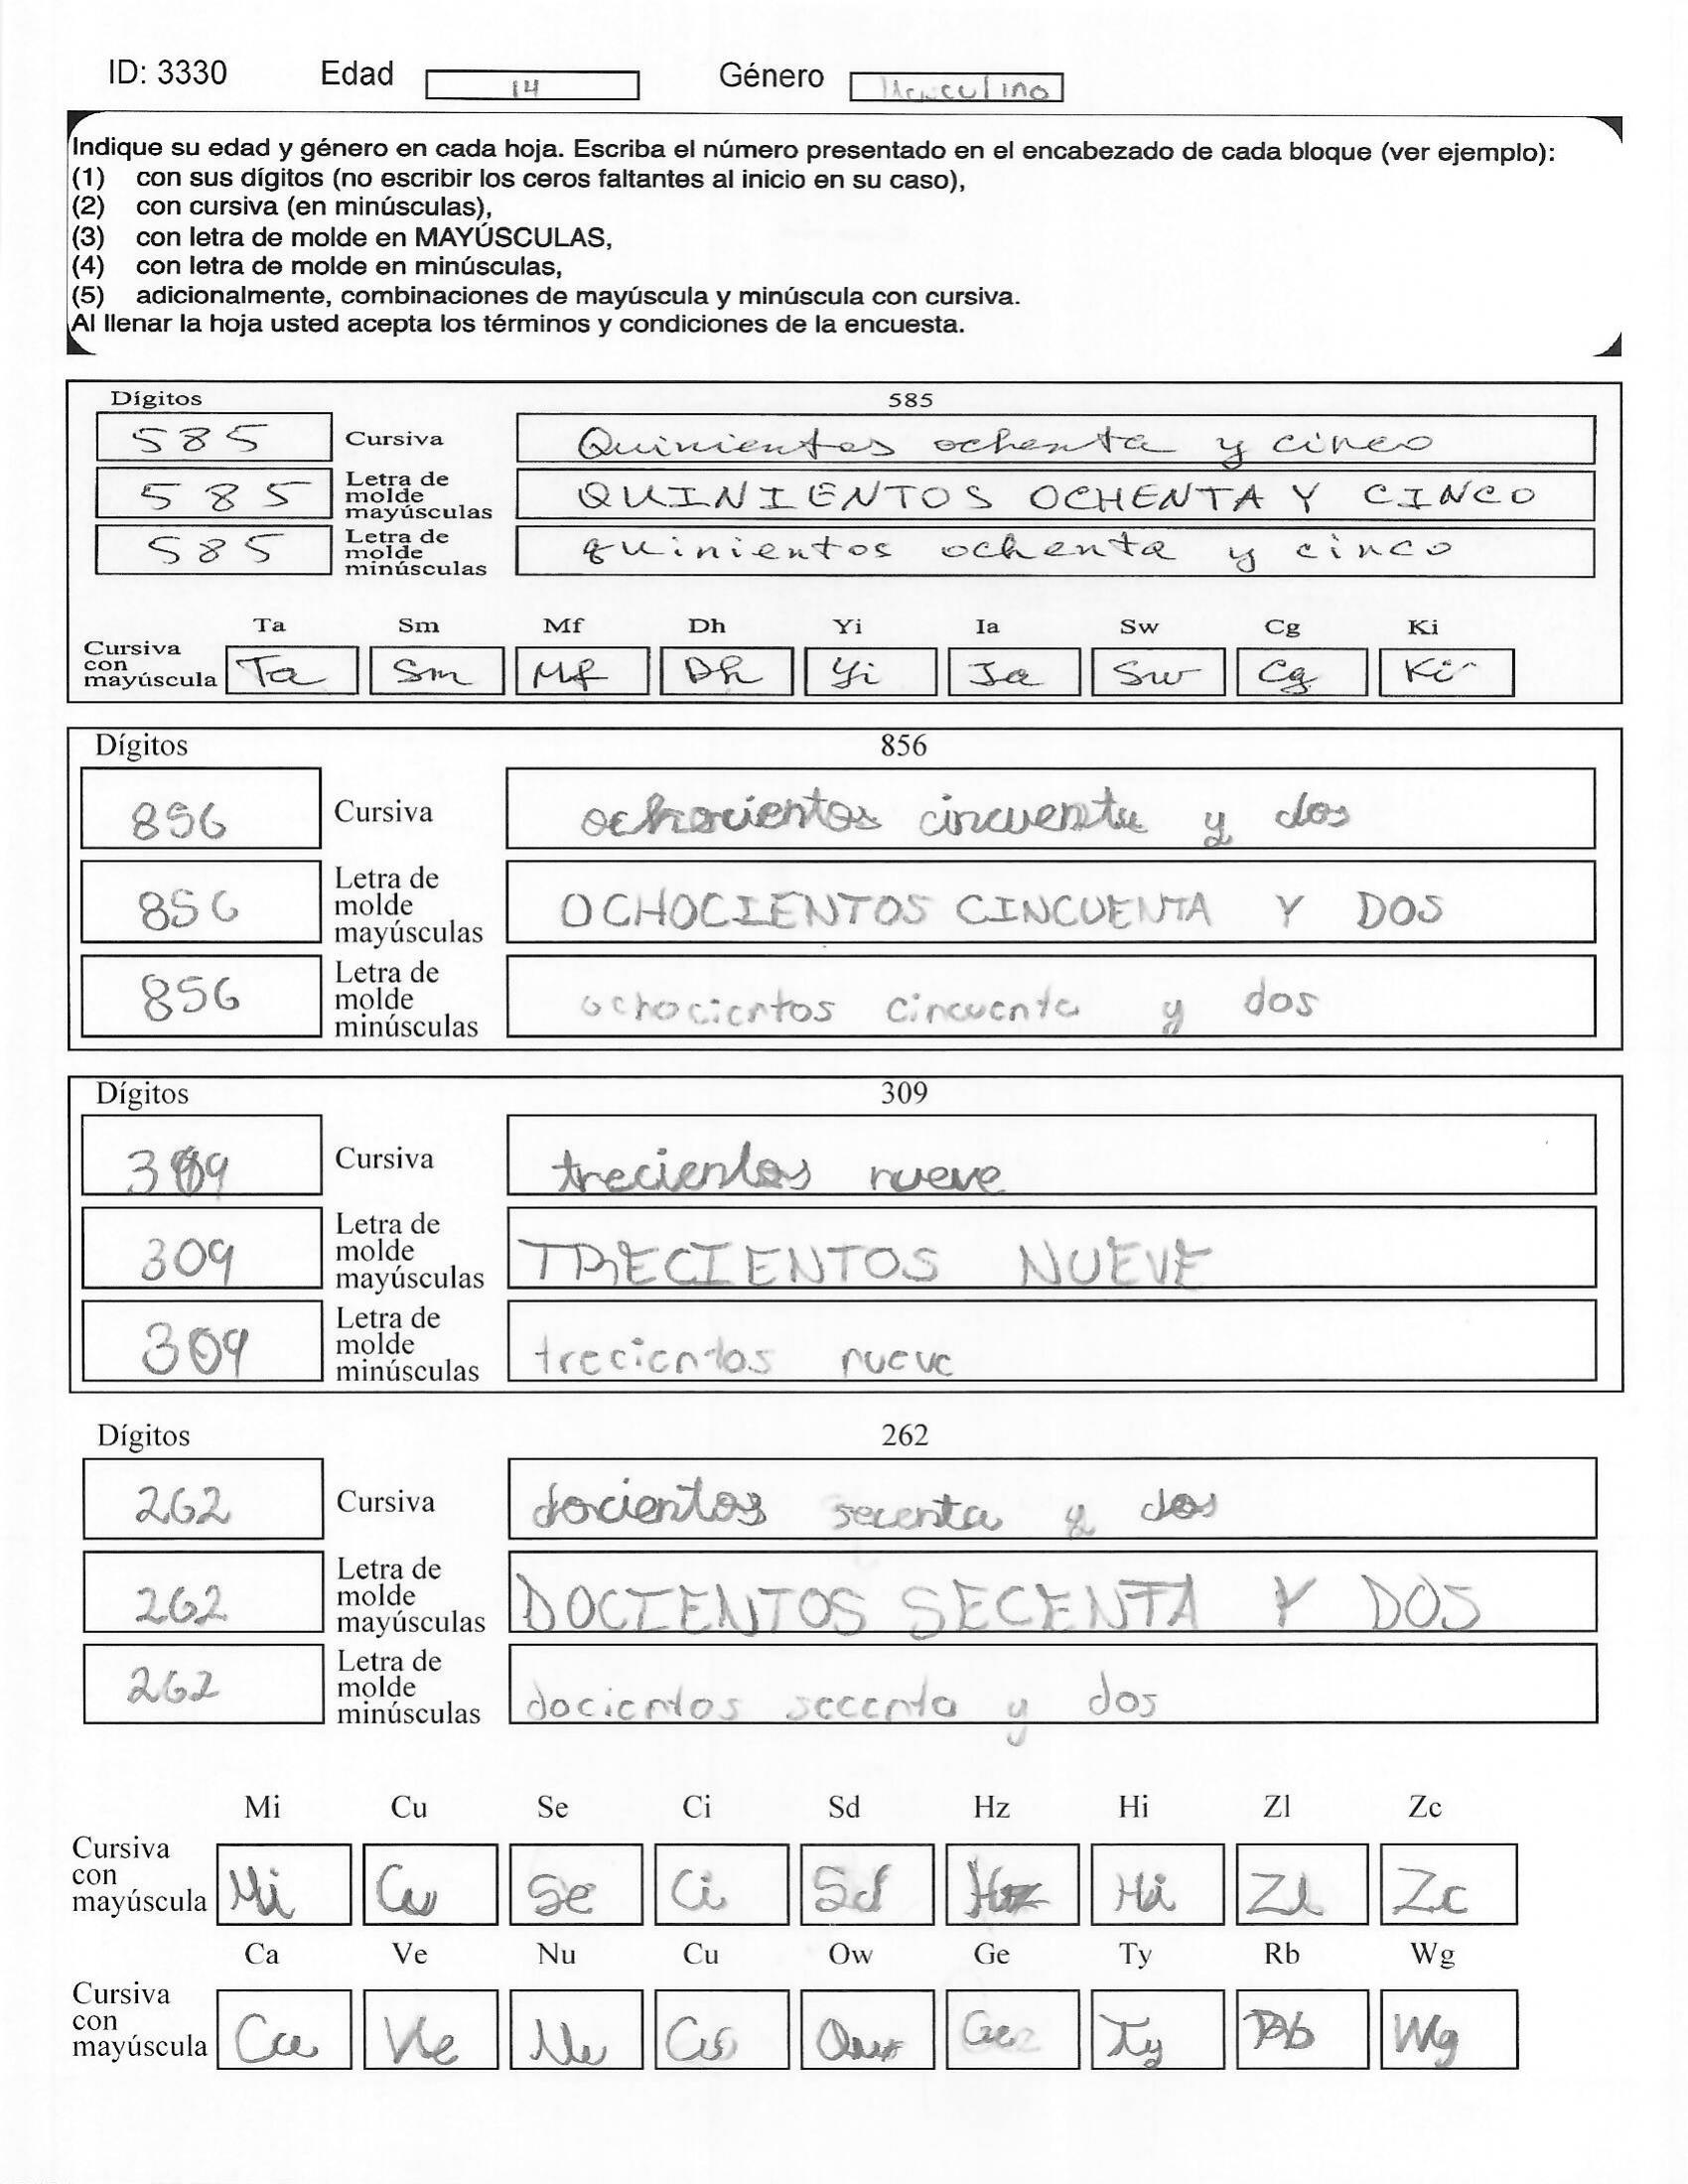 ID: 3330 Edad 14 Género Masculino
Indique su edad y género en cada hoja. Escriba el número presentado en el encabezado de cada bloque (ver ejemplo):
(1) con sus dígitos (no escribir los ceros faltantes al inicio en su caso),
(2) con cursiva (en minúsculas),
(3) con letra de molde en MAYÚSCULAS,
(4) con letra de molde en minúsculas,
(5) adicionalmente, combinaciones de mayúscula y minúscula con cursiva.
Al llenar la hoja usted acepta los términos y condiciones de la encuesta.
Dígitos 585
585 Cursiva Quinientos ochenta y cinco
585 Letra de molde mayúsculas QUINIENTOS OCHENTA Y CINCO
585 Letra de molde minúsculas quinientos ochenta y cinco
Ta Sm Mf Dh Yi Ia Sw Cg Ki
Cursiva con mayúscula Ta Sm Mf Dh Yi Ia Sw Cg Ki
Dígitos 856
856 Cursiva ochocientos cincuenta y dos
856 Letra de molde mayúsculas OCHOCIENTOS CINCUENTA Y DOS
856 Letra de molde minúsculas ochocientos cincuenta y dos
Dígitos 309
309 Cursiva trecientos nueve
309 Letra de molde mayúsculas TRECIENTOS NUEVE
309 Letra de molde minúsculas trecientos nueve
Dígitos 262
262 Cursiva docientos secenta y dos
262 Letra de molde mayúsculas DOCIENTOS SECENTA Y DOS
262 Letra de molde minúsculas docientos secenta y dos
Mi Cu Se Ci Sd Hz Hi Zl Zc
Cursiva con mayúscula Mi Cu Se Ci Sd Hz Hi Zl Zc
Ca Ve Nu Cu Ow Ge Ty Rb Wg
Cursiva con mayúscula Ca Ve Nu Cu Ow Ge Ty Rb Wg